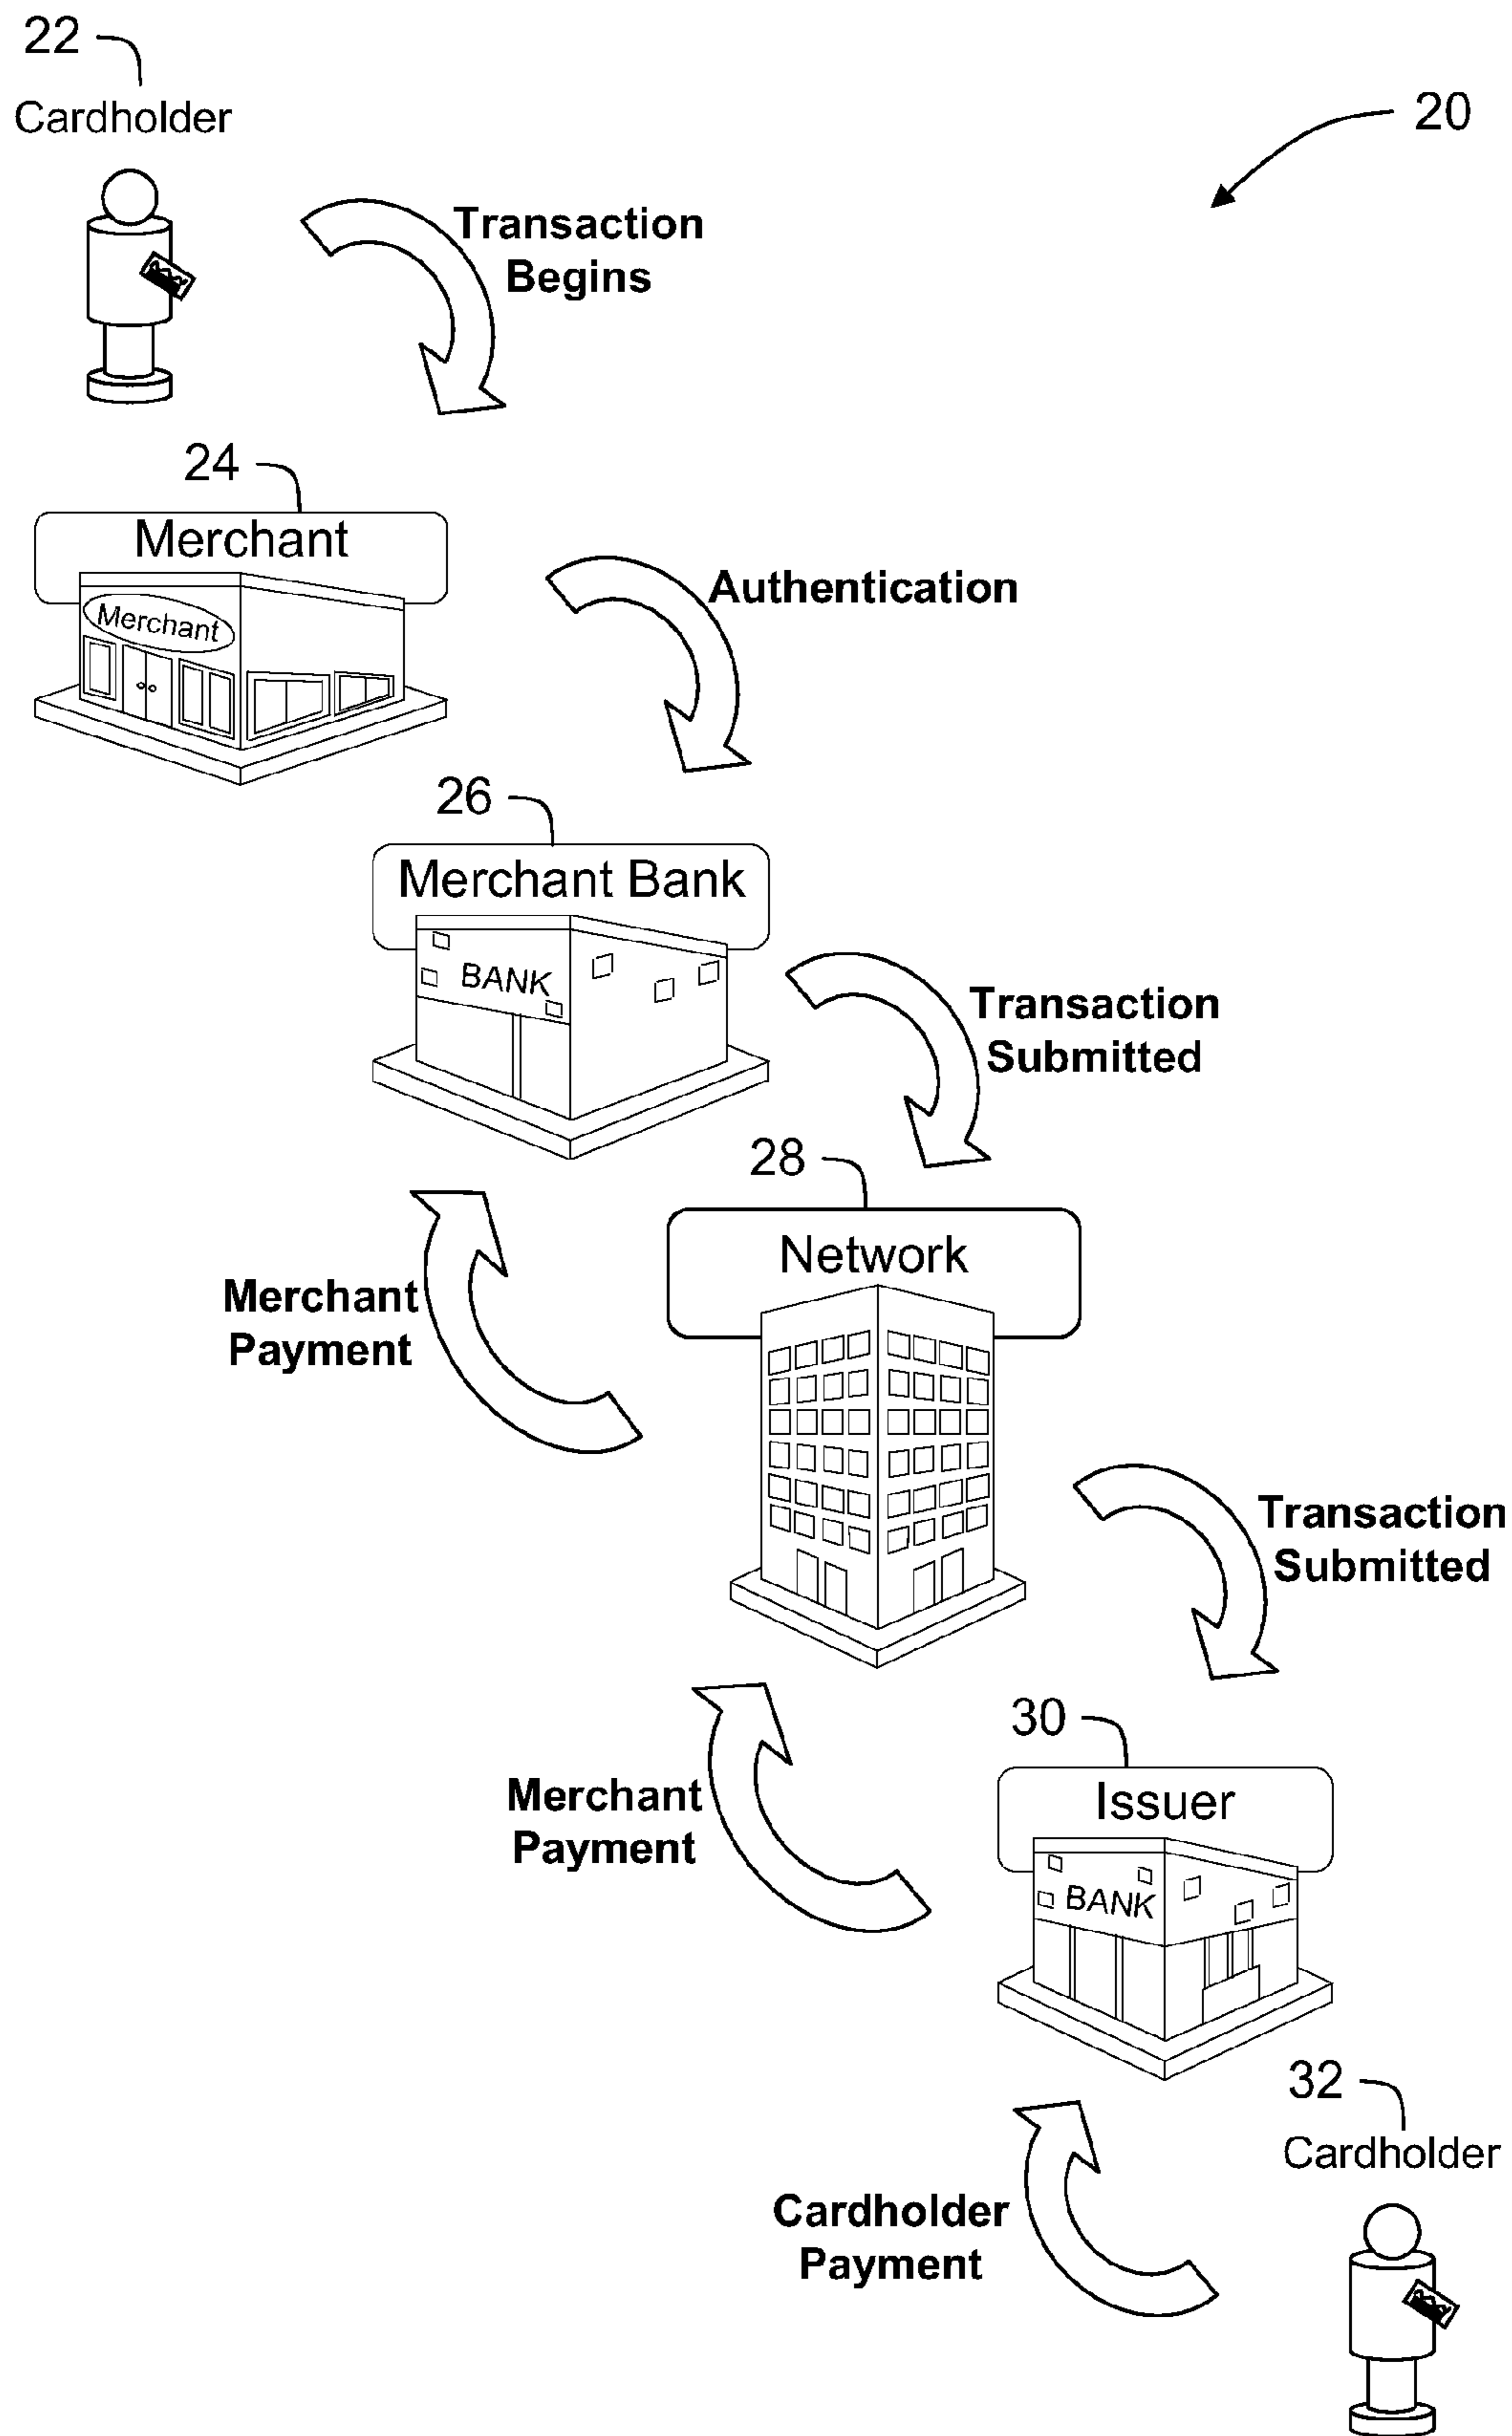 22
Cardholder
20
Transaction
Begins
24
Merchant
Merchant
Authentication
26
Merchant Bank
BANK
Transaction
Submitted
28
Network
Merchant
Payment
Transaction
Submitted
30
Issuer
BANK
Merchant
Payment
32
Cardholder
Cardholder
Payment